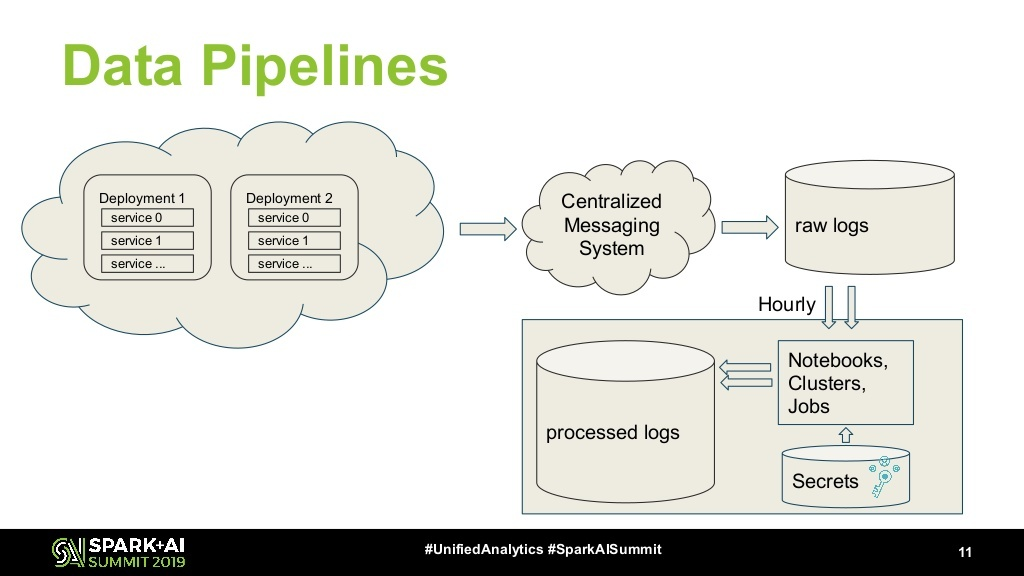 Data Pipelines
Deployment 1
service 0
service 1
service ...
Deployment 2
service 0
service 1
service ...
Centralized
Messaging
System
raw logs
Hourly
Notebooks,
Clusters,
Jobs
processed logs
Secrets
SPARK+AI
SUMMIT 2019
#UnifiedAnalytics #SparkAISummit
11